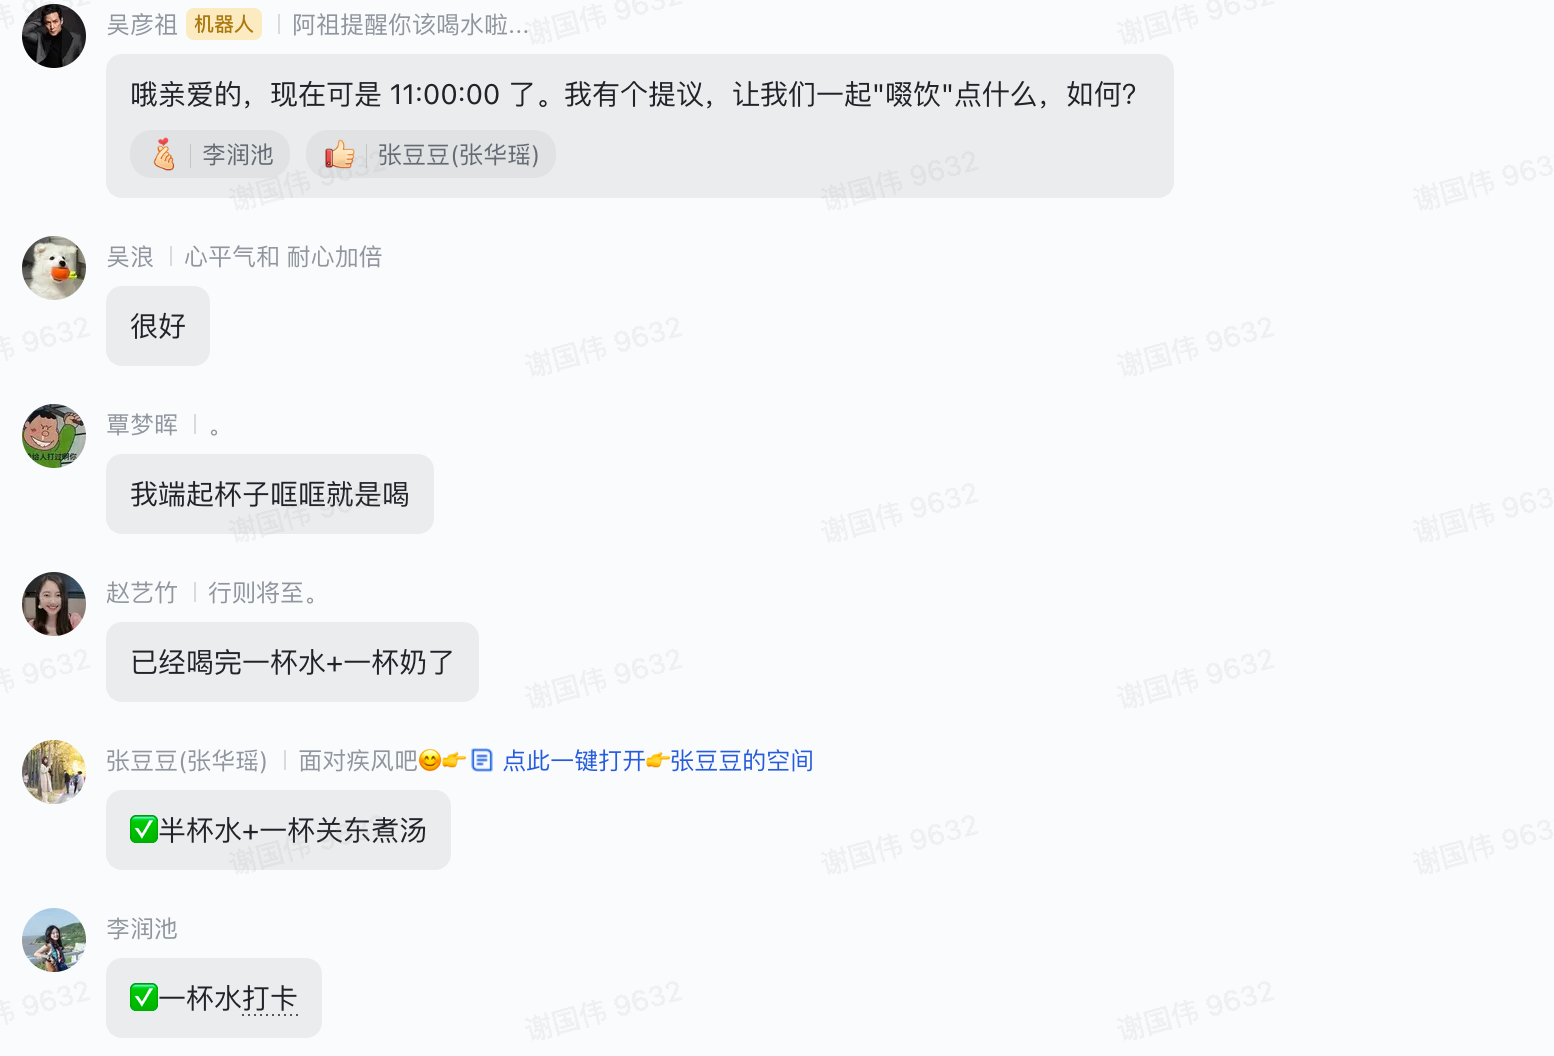 吴彦祖 机器人 | 阿祖提醒你该喝水啦...
哦亲爱的，现在可是 11:00:00 了。我有个提议，让我们一起"啜饮"点什么，如何?
李润池 | 张豆豆(张华瑶)
吴浪 | 心平气和 耐心加倍
很好
覃梦晖 | 。
我端起杯子哐哐就是喝
赵艺竹 | 行则将至。
已经喝完一杯水+一杯奶了
张豆豆(张华瑶) | 面对疾风吧😊👉 点此一键打开👉张豆豆的空间
✅半杯水+一杯关东煮汤
李润池
✅一杯水打卡
谢国伟 9632